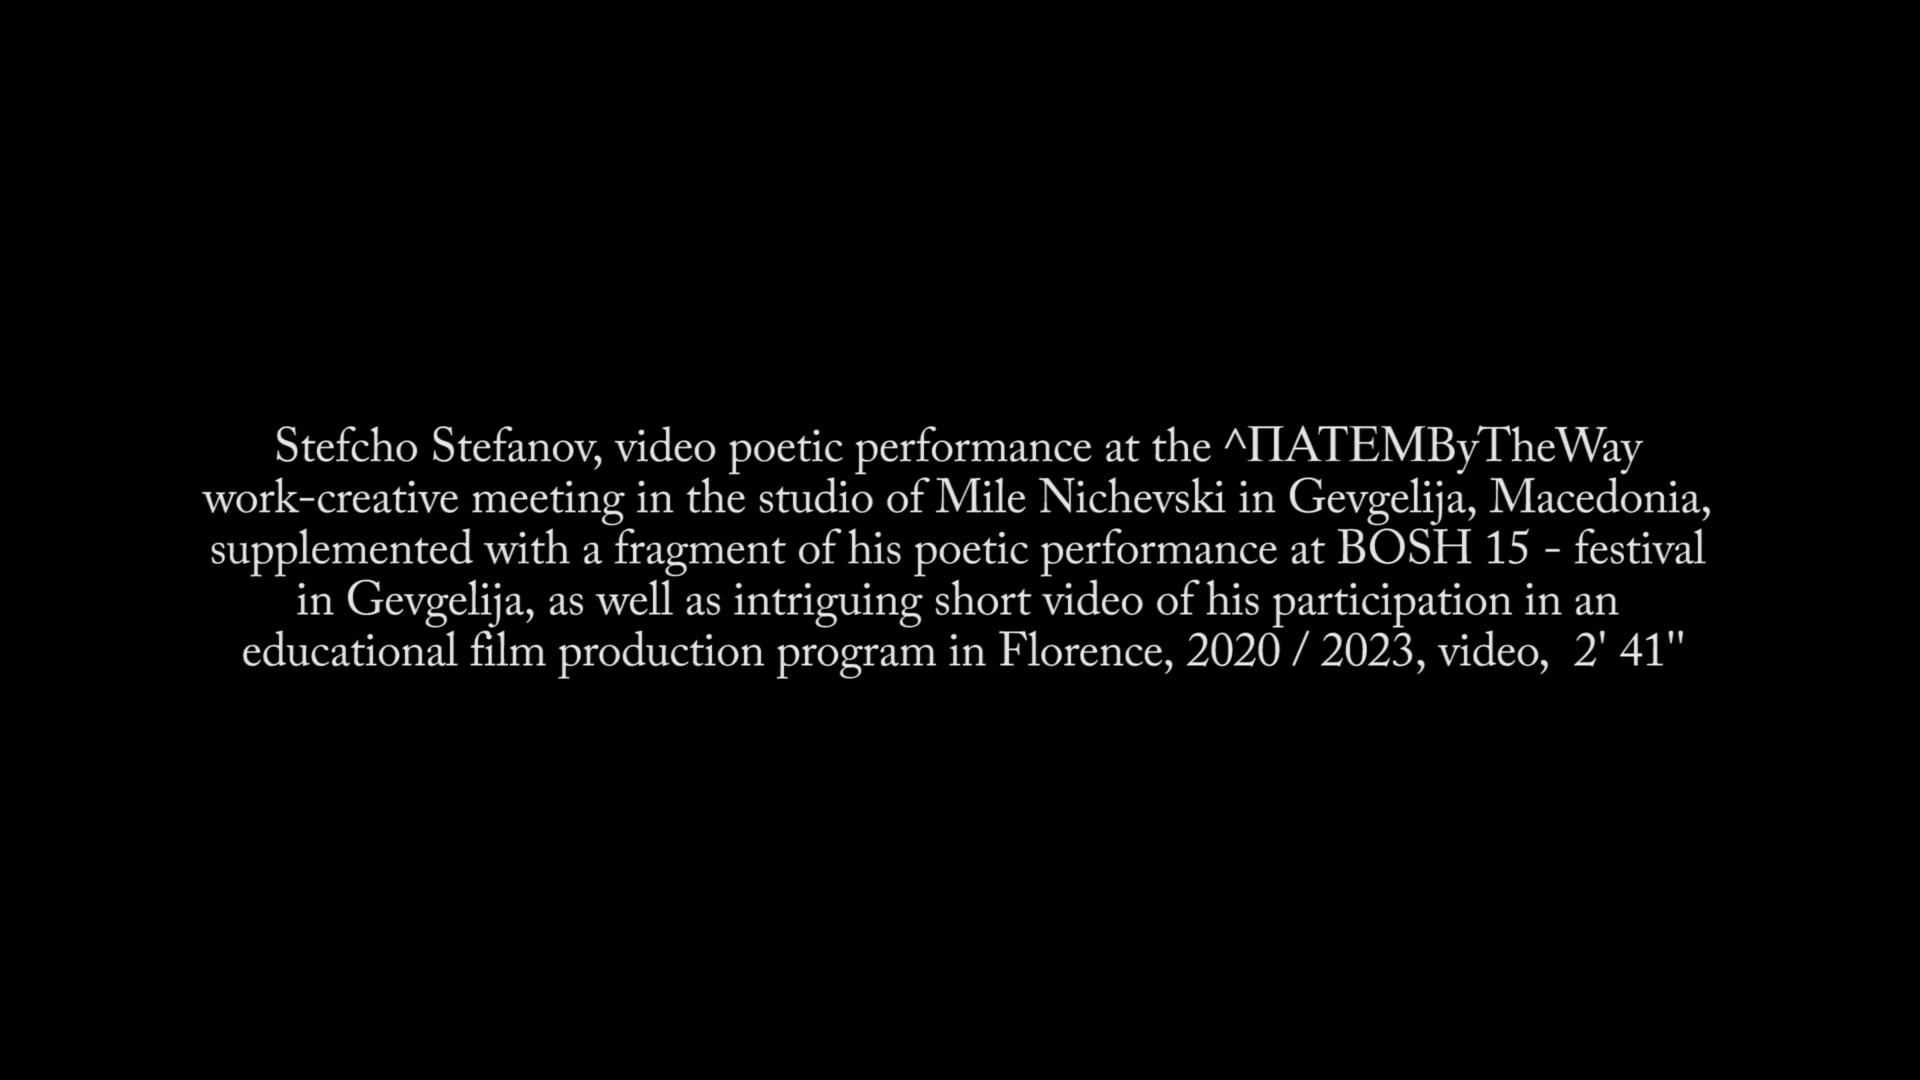 Stefcho Stefanov, video poetic performance at the ^ПАТЕМByTheWay
work-creative meeting in the studio of Mile Nichevski in Gevgelija, Macedonia,
supplemented with a fragment of his poetic performance at BOSH 15 - festival
in Gevgelija, as well as intriguing short video of his participation in an
educational film production program in Florence, 2020 / 2023, video,  2' 41"